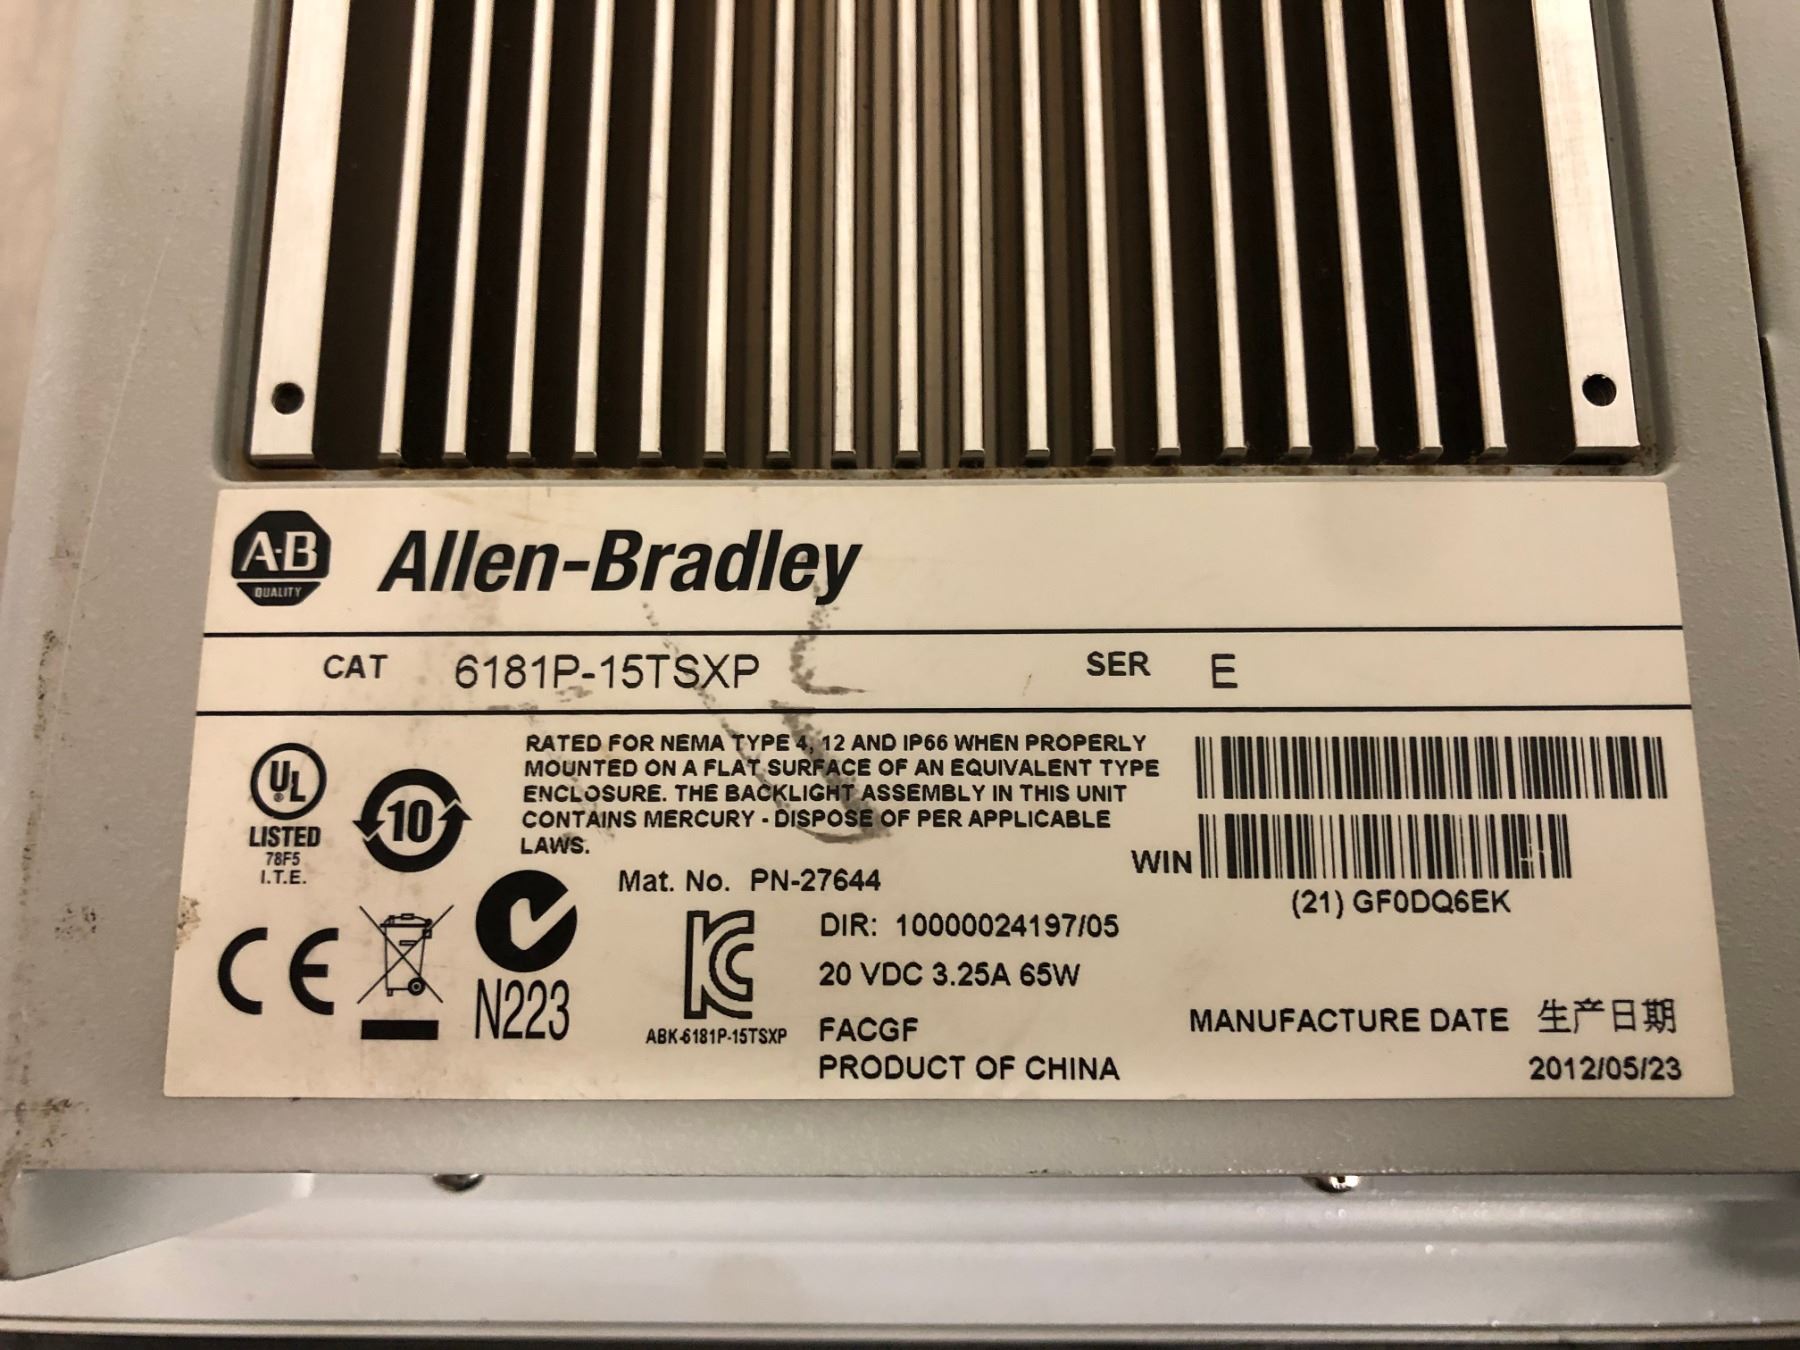 A-B
QUALITY
Allen-Bradley
CAT 6181P-15TSXP SER E
UL
LISTED
78F5
I.T.E.
10
RATED FOR NEMA TYPE 4, 12 AND IP66 WHEN PROPERLY
MOUNTED ON A FLAT SURFACE OF AN EQUIVALENT TYPE
ENCLOSURE. THE BACKLIGHT ASSEMBLY IN THIS UNIT
CONTAINS MERCURY - DISPOSE OF PER APPLICABLE
LAWS.
WIN
(21) GF0DQ6EK
Mat. No. PN-27644
CE
N223
KC
ABK-6181P-15TSXP
DIR: 10000024197/05
20 VDC 3.25A 65W
FACGF
PRODUCT OF CHINA
MANUFACTURE DATE 生产日期
2012/05/23